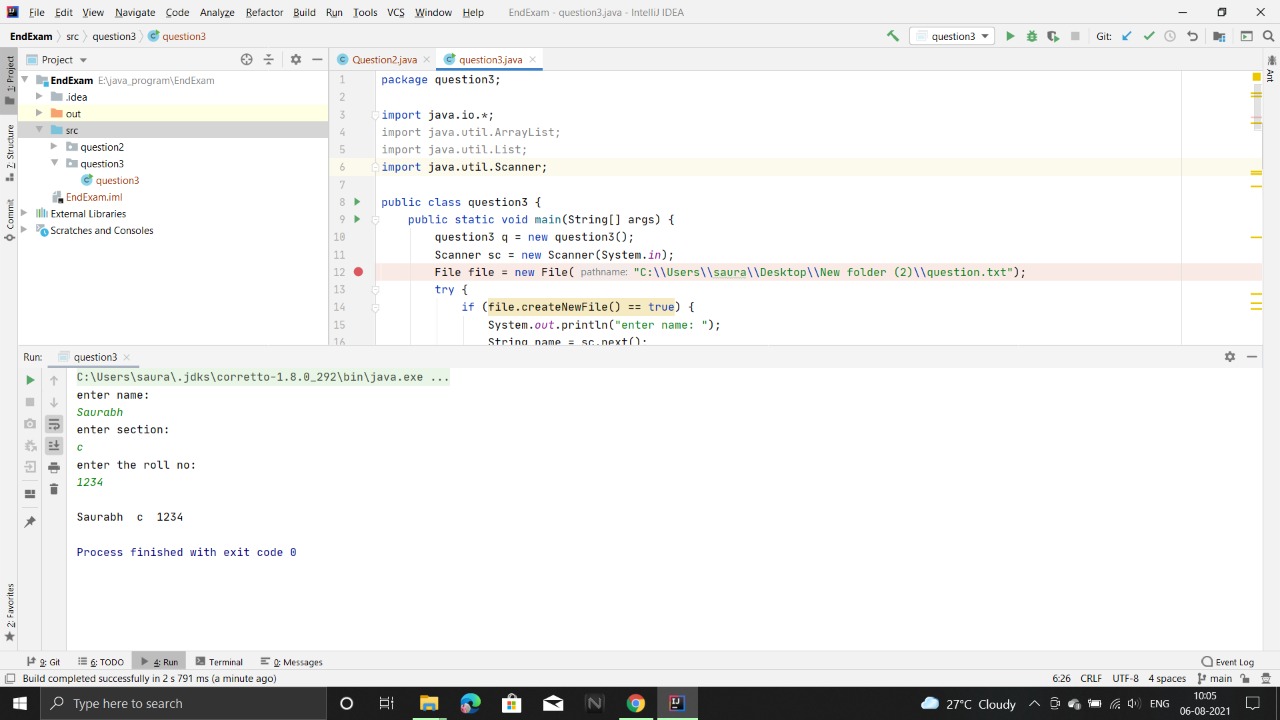 File Edit View Navigate Code Analyze Refactor Build Run Tools VCS Window Help EndExam - question3.java - IntelliJ IDEA
EndExam src question3 question3 question3 Git:
Project Question2.java question3.java
1: Project
7: Structure
Commit
2: Favorites
Ant
EndExam E:\java_program\EndExam
.idea
out
src
question2
question3
question3
EndExam.iml
External Libraries
Scratches and Consoles
1 package question3;
2
3 import java.io.*;
4 import java.util.ArrayList;
5 import java.util.List;
6 import java.util.Scanner;
7
8 public class question3 {
9 public static void main(String[] args) {
10 question3 q = new question3();
11 Scanner sc = new Scanner(System.in);
12 File file = new File( pathname: "C:\\Users\\saura\\Desktop\\New folder (2)\\question.txt");
13 try {
14 if (file.createNewFile() == true) {
15 System.out.println("enter name: ");
16 String name = sc.next();
Run: question3
C:\Users\saura\.jdks\corretto-1.8.0_292\bin\java.exe ...
enter name:
Saurabh
enter section:
c
enter the roll no:
1234
Saurabh c 1234
Process finished with exit code 0
9: Git 6: TODO 4: Run Terminal 0: Messages Event Log
Build completed successfully in 2 s 791 ms (a minute ago) 6:26 CRLF UTF-8 4 spaces main
Type here to search 27°C Cloudy ENG 10:05
06-08-2021